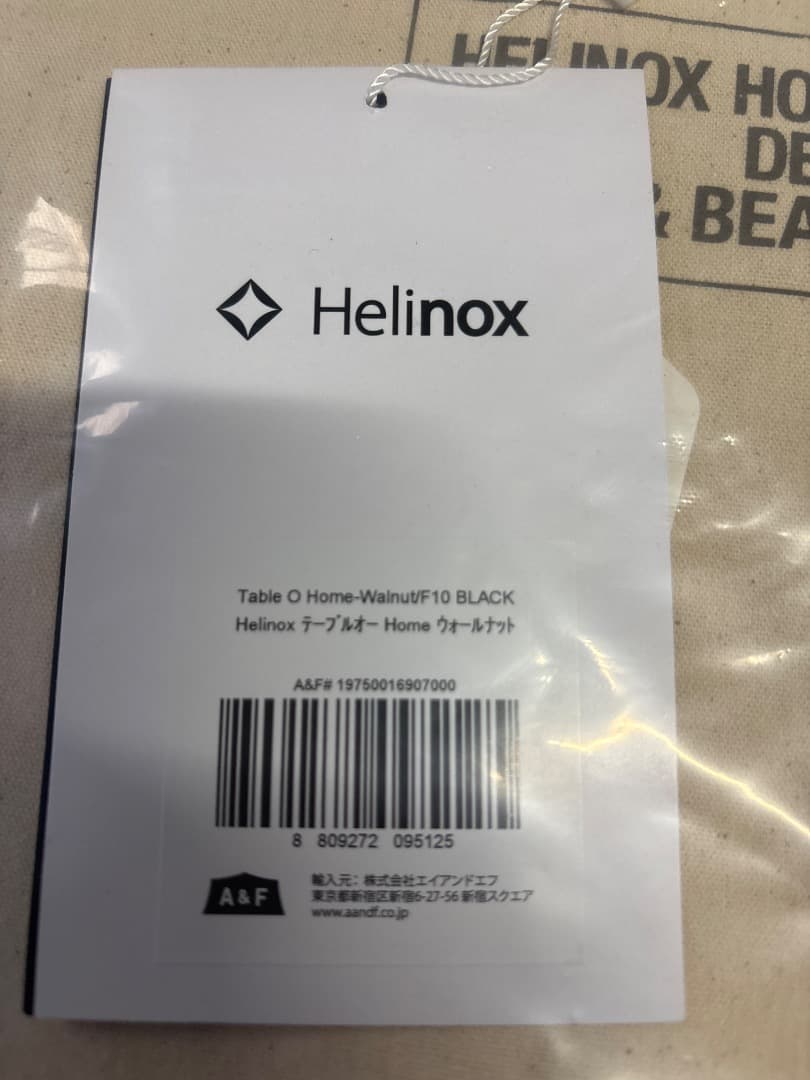 HELINOX HO
DE
& BEA
Helinox
Table O Home-Walnut/F10 BLACK
Helinox テーブルオー Home ウォールナット
A&F# 19750016907000
8 809272 095125
A&F
輸入元：株式会社エイアンドエフ
東京都新宿区新宿6-27-56 新宿スクエア
www.aandf.co.jp